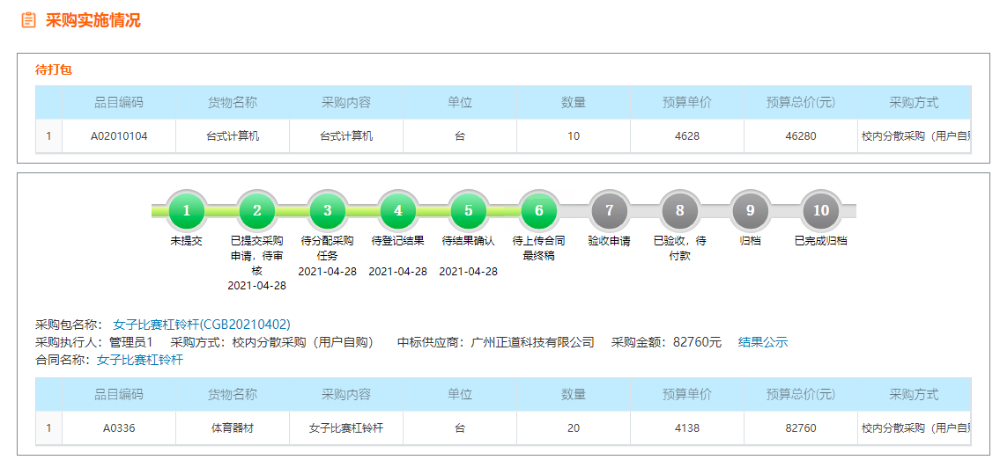 采购实施情况
待打包
品目编码 货物名称 采购内容 单位 数量 预算单价 预算总价(元) 采购方式
1 A02010104 台式计算机 台式计算机 台 10 4628 46280 校内分散采购（用户自
1 2 3 4 5 6 7 8 9 10
未提交 已提交采购 待分配采购 待登记结果 待结果确认 待上传合同 验收申请 已验收，待 归档 已完成归档
申请，待审 任务 最终稿 付款
核 2021-04-28 2021-04-28 2021-04-28
2021-04-28
采购包名称： 女子比赛杠铃杆(CGB20210402)
采购执行人：管理员1 采购方式：校内分散采购（用户自购） 中标供应商：广州正道科技有限公司 采购金额：82760元 结果公示
合同名称：女子比赛杠铃杆
品目编码 货物名称 采购内容 单位 数量 预算单价 预算总价(元) 采购方式
1 A0336 体育器材 女子比赛杠铃杆 台 20 4138 82760 校内分散采购（用户自